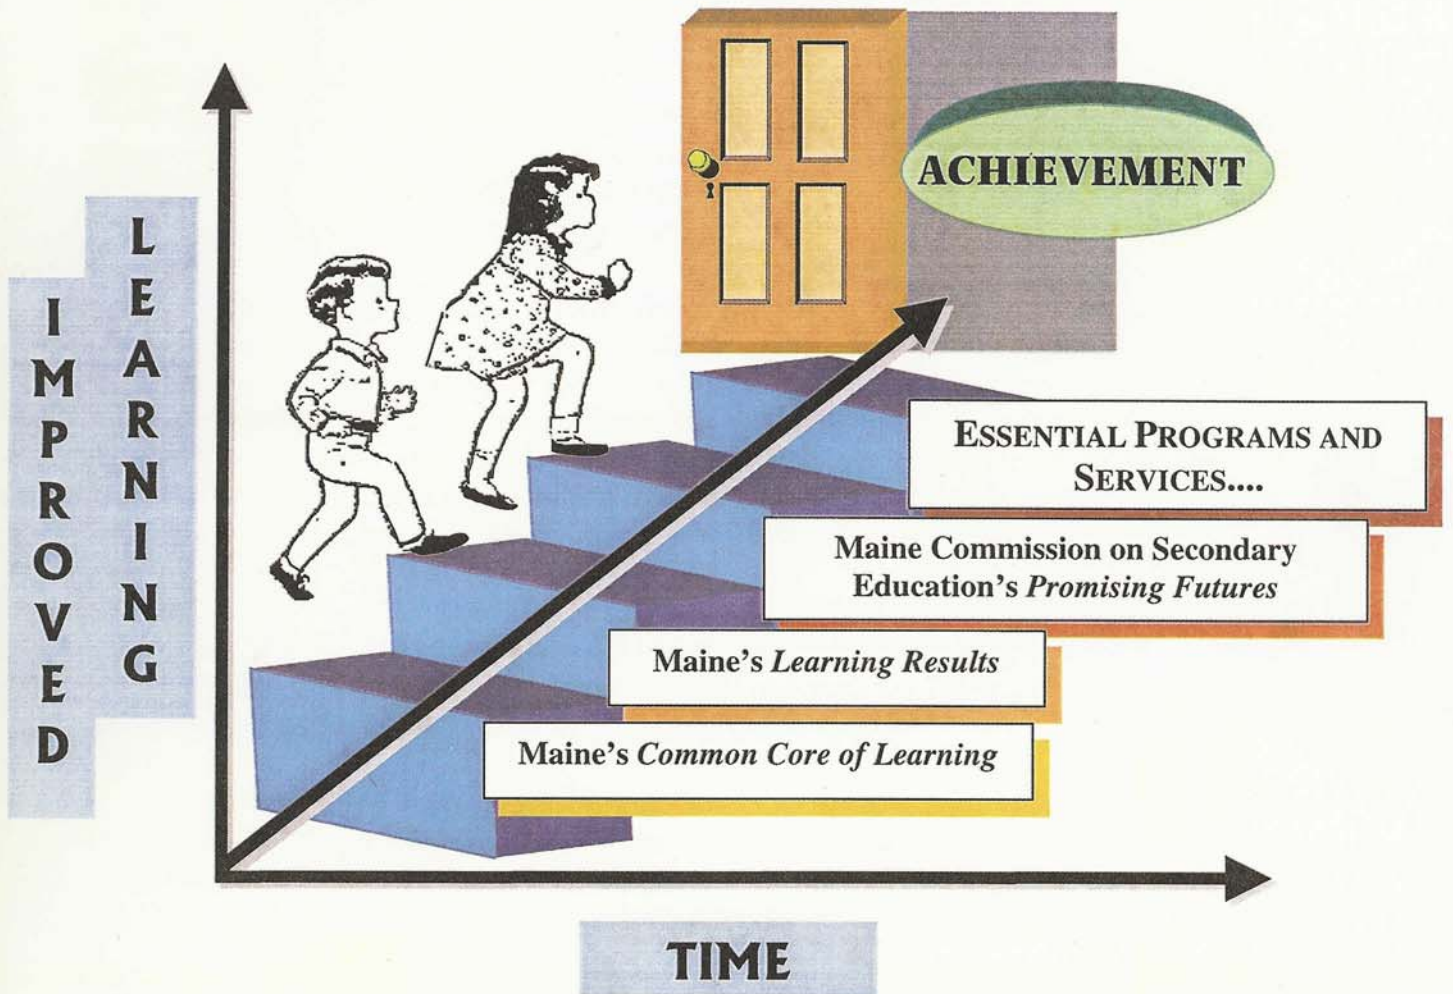 IMPROVED
LEARNING
ACHIEVEMENT
ESSENTIAL PROGRAMS AND
SERVICES....
Maine Commission on Secondary
Education's Promising Futures
Maine's Learning Results
Maine's Common Core of Learning
TIME